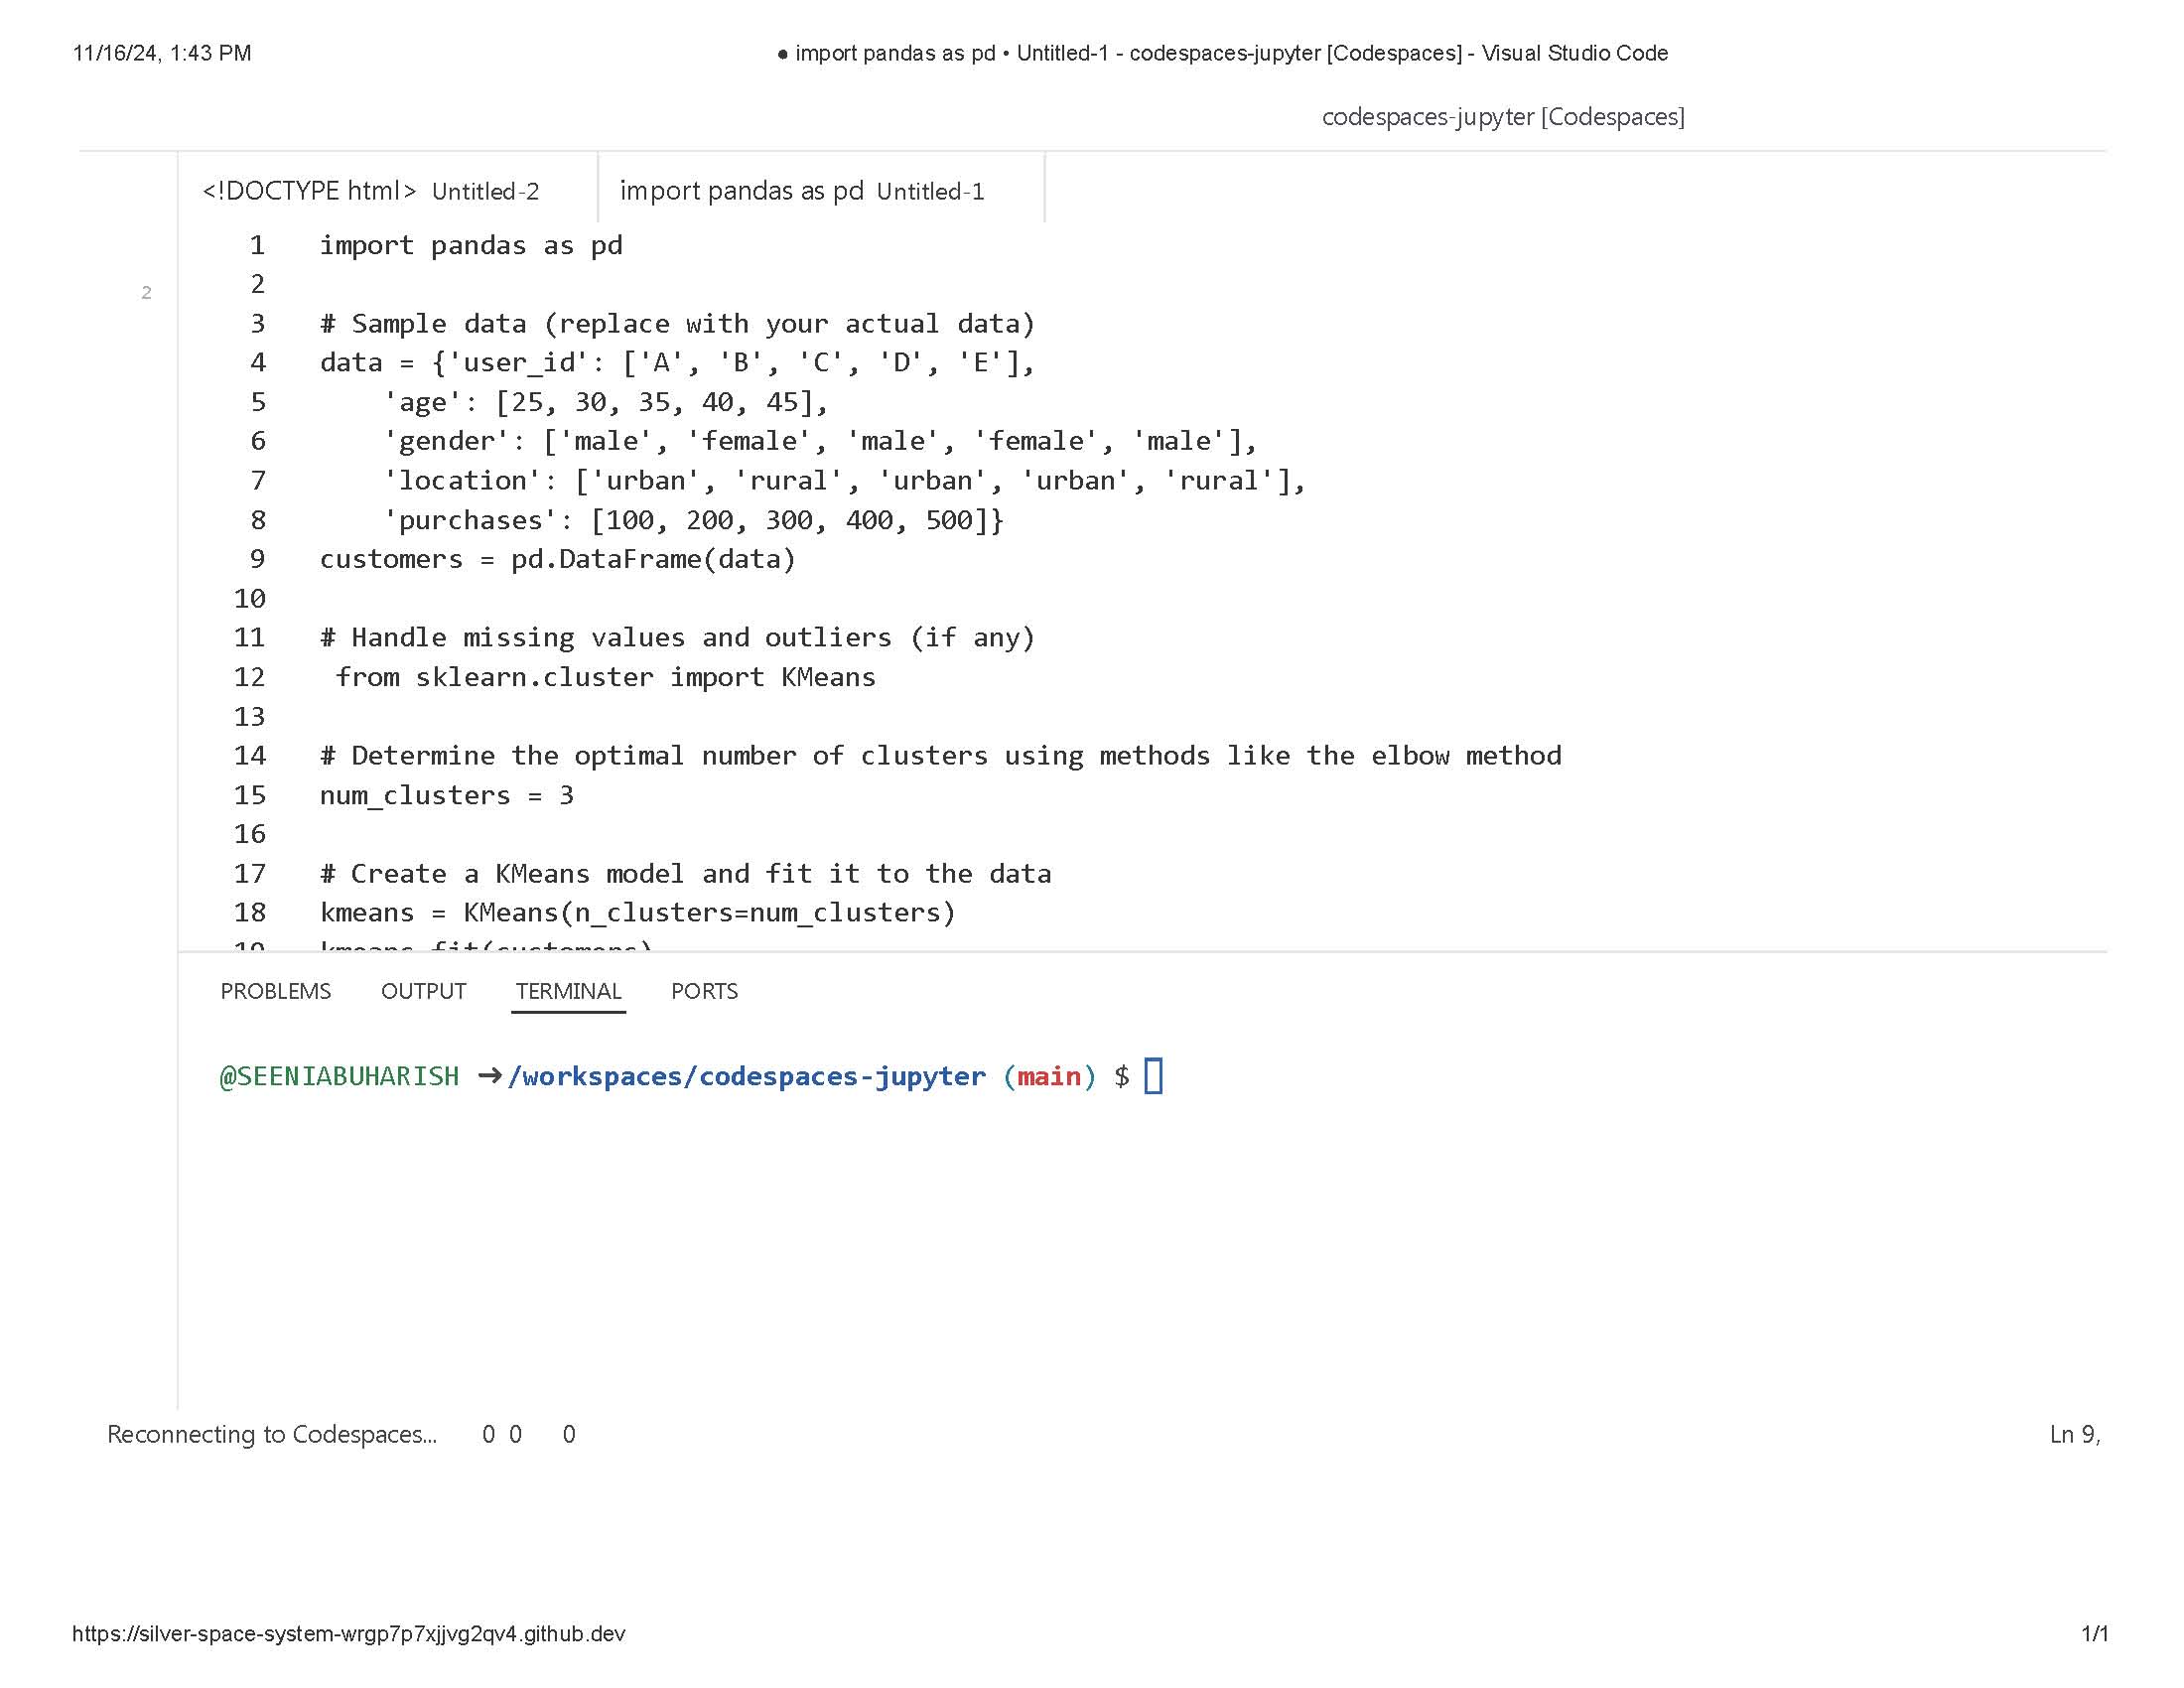 11/16/24, 1:43 PM
● import pandas as pd • Untitled-1 - codespaces-jupyter [Codespaces] - Visual Studio Code
codespaces-jupyter [Codespaces]
<!DOCTYPE html> Untitled-2 import pandas as pd Untitled-1
2
1 import pandas as pd
2
3 # Sample data (replace with your actual data)
4 data = {'user_id': ['A', 'B', 'C', 'D', 'E'],
5     'age': [25, 30, 35, 40, 45],
6     'gender': ['male', 'female', 'male', 'female', 'male'],
7     'location': ['urban', 'rural', 'urban', 'urban', 'rural'],
8     'purchases': [100, 200, 300, 400, 500]}
9 customers = pd.DataFrame(data)
10
11 # Handle missing values and outliers (if any)
12  from sklearn.cluster import KMeans
13
14 # Determine the optimal number of clusters using methods like the elbow method
15 num_clusters = 3
16
17 # Create a KMeans model and fit it to the data
18 kmeans = KMeans(n_clusters=num_clusters)
19 kmeans.fit(customers)
PROBLEMS OUTPUT TERMINAL PORTS
@SEENIABUHARISH ➜ /workspaces/codespaces-jupyter (main) $
Reconnecting to Codespaces... 0 0 0 Ln 9,
https://silver-space-system-wrgp7p7xjjvg2qv4.github.dev 1/1